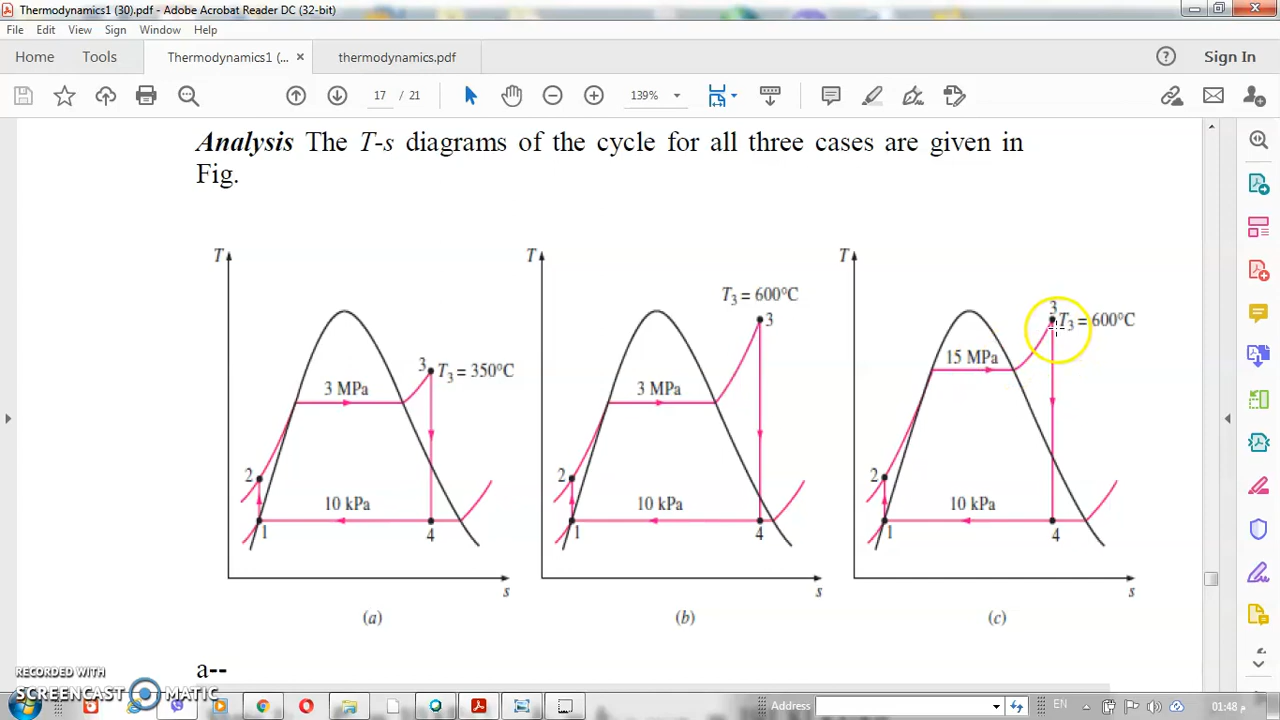 Thermodynamics1 (30).pdf - Adobe Acrobat Reader DC (32-bit)
File Edit View Sign Window Help
Home Tools Thermodynamics1 (... × thermodynamics.pdf Sign In
17 / 21 139%
Analysis The T-s diagrams of the cycle for all three cases are given in
Fig.
T T T
T3 = 600°C
3 3 T3 = 600°C
3 T3 = 350°C
15 MPa
3 MPa 3 MPa
2 2 2
10 kPa 10 kPa 10 kPa
1 4 1 4 1 4
s s s
(a) (b) (c)
a--
RECORDED WITH
SCREENCAST MATIC
Address EN 01:48 م